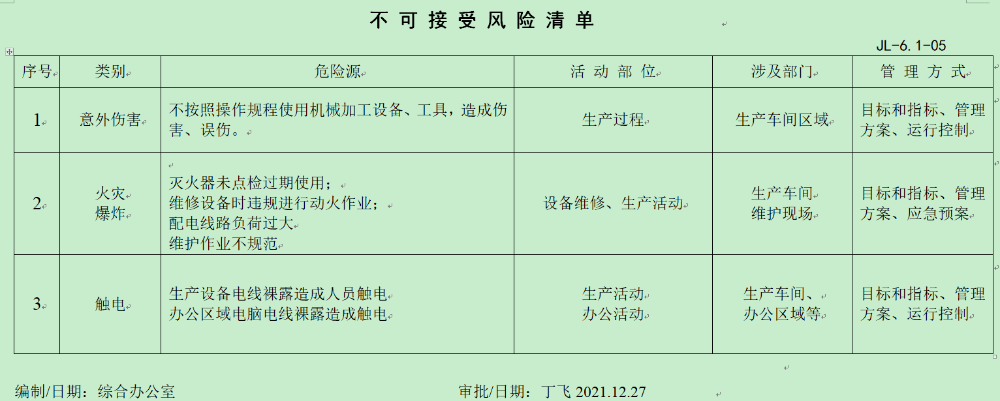 不可接受风险清单
JL-6.1-05
序号 类别 危险源 活动部位 涉及部门 管理方式
1 意外伤害 不按照操作规程使用机械加工设备、工具，造成伤 生产过程 生产车间区域 目标和指标、管理
害、误伤。 方案、运行控制
灭火器未点检过期使用；
2 火灾 维修设备时违规进行动火作业； 设备维修、生产活动 生产车间 目标和指标、管理
爆炸 配电线路负荷过大 维护现场 方案、应急预案
维护作业不规范
3 触电 生产设备电线裸露造成人员触电 生产活动 生产车间、 目标和指标、管理
办公区域电脑电线裸露造成触电 办公活动 办公区域等 方案、运行控制
编制/日期：综合办公室 审批/日期：丁飞 2021.12.27